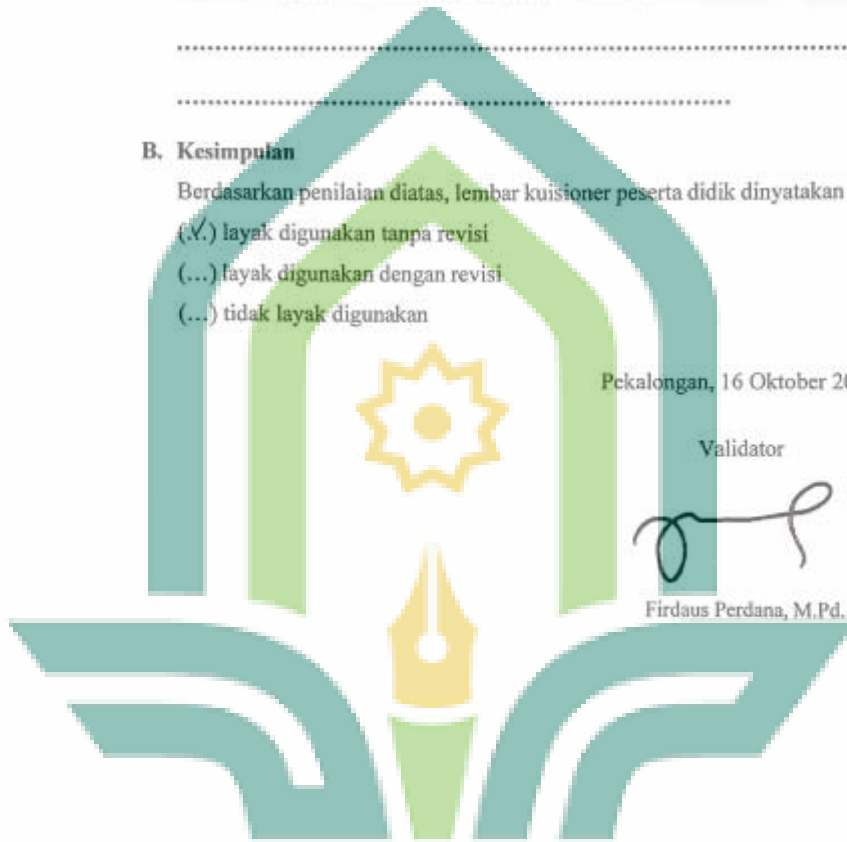 B. Kesimpulan
Berdasarkan penilaian diatas, lembar kuisioner peserta didik dinyatakan
(.✓.) layak digunakan tanpa revisi
(...) layak digunakan dengan revisi
(...) tidak layak digunakan
Pekalongan, 16 Oktober 20
Validator
Firdaus Perdana, M.Pd.